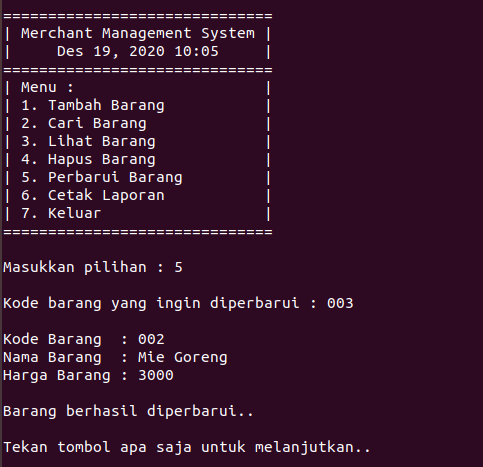 ==============================
| Merchant Management System |
|     Des 19, 2020 10:05     |
==============================
| Menu :                     |
| 1. Tambah Barang           |
| 2. Cari Barang             |
| 3. Lihat Barang            |
| 4. Hapus Barang            |
| 5. Perbarui Barang         |
| 6. Cetak Laporan           |
| 7. Keluar                  |
==============================
Masukkan pilihan : 5
Kode barang yang ingin diperbarui : 003
Kode Barang  : 002
Nama Barang  : Mie Goreng
Harga Barang : 3000
Barang berhasil diperbarui..
Tekan tombol apa saja untuk melanjutkan..